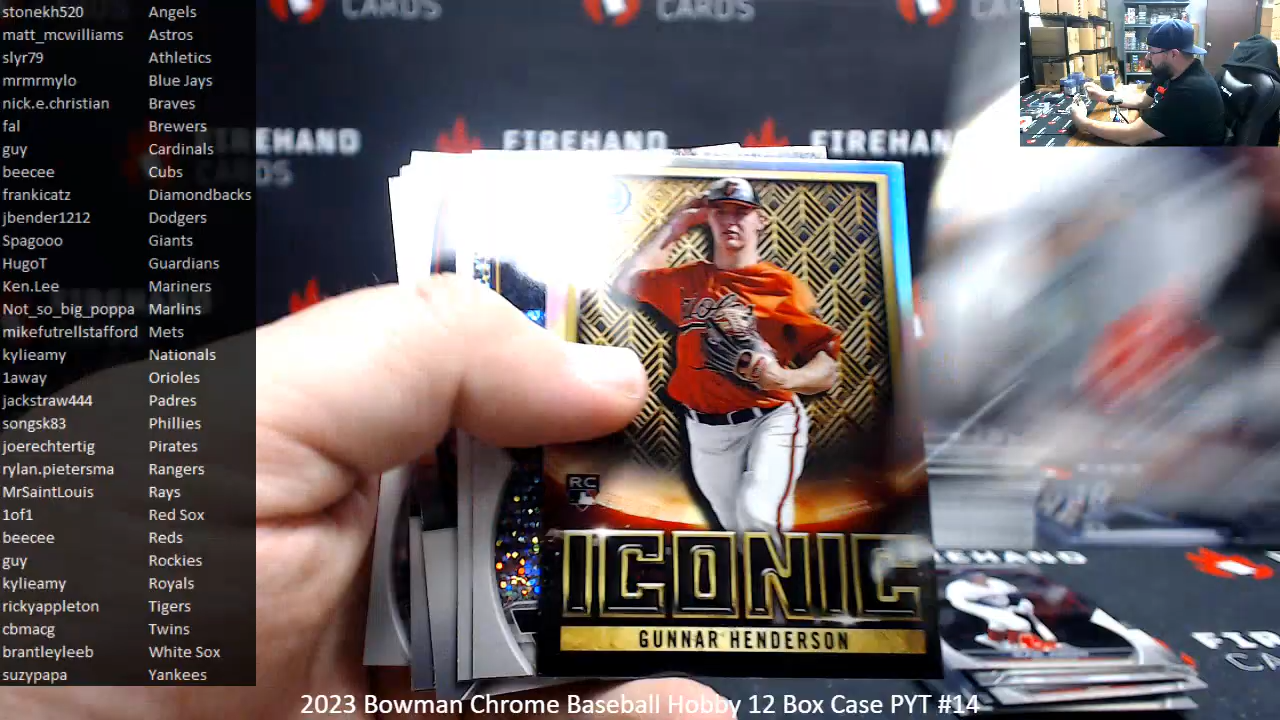 stonekh520 Angels
matt_mcwilliams Astros
slyr79 Athletics
mrmrmylo Blue Jays
nick.e.christian Braves
fal Brewers
guy Cardinals
beecee Cubs
frankicatz Diamondbacks
jbender1212 Dodgers
Spagooo Giants
HugoT Guardians
Ken.Lee Mariners
Not_so_big_poppa Marlins
mikefutrellstafford Mets
kylieamy Nationals
1away Orioles
jackstraw444 Padres
songsk83 Phillies
joerechtertig Pirates
rylan.pietersma Rangers
MrSaintLouis Rays
1of1 Red Sox
beecee Reds
guy Rockies
kylieamy Royals
rickyappleton Tigers
cbmacg Twins
brantleyleeb White Sox
suzypapa Yankees
CARDS CARDS
FIREHAND FIREHAND FIREHAND
CARDS
RC
ICONIC
GUNNAR HENDERSON
2023 Bowman Chrome Baseball Hobby 12 Box Case PYT #14